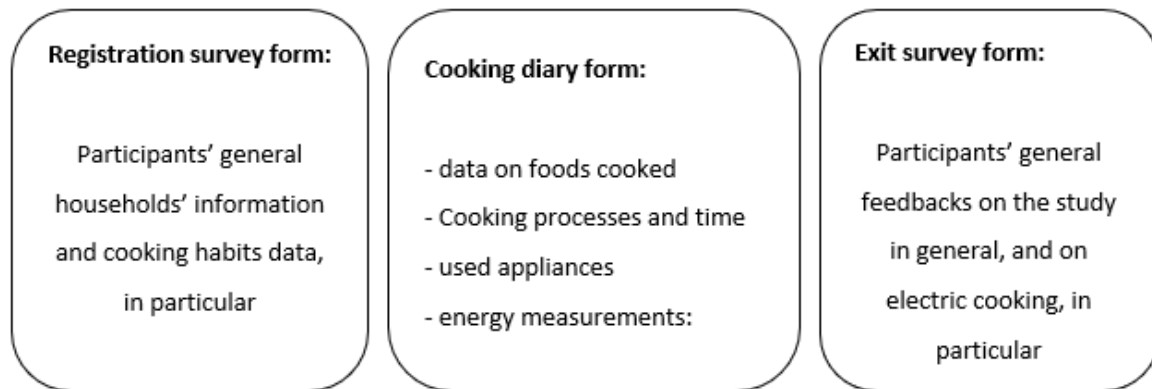 Registration survey form:
Participants’ general
households’ information
and cooking habits data,
in particular
Cooking diary form:
- data on foods cooked
- Cooking processes and time
- used appliances
- energy measurements:
Exit survey form:
Participants’ general
feedbacks on the study
in general, and on
electric cooking, in
particular